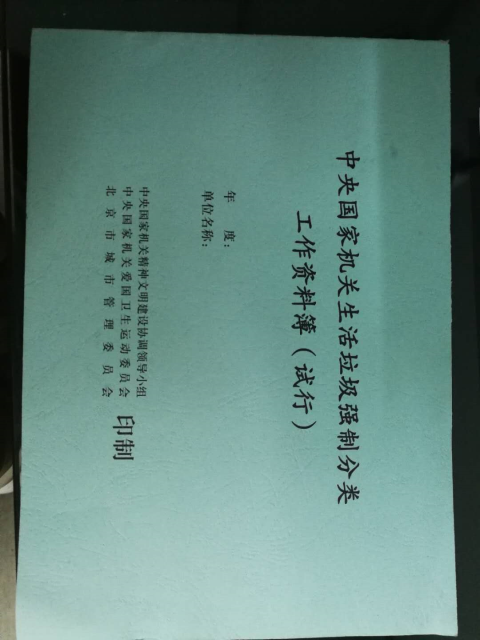 中央国家机关生活垃圾强制分类
工作资料簿（试行）
年 度：
单位名称：
中央国家机关精神文明建设协调领导小组
中央国家机关爱国卫生运动委员会
北京市城市管理委员会
印制